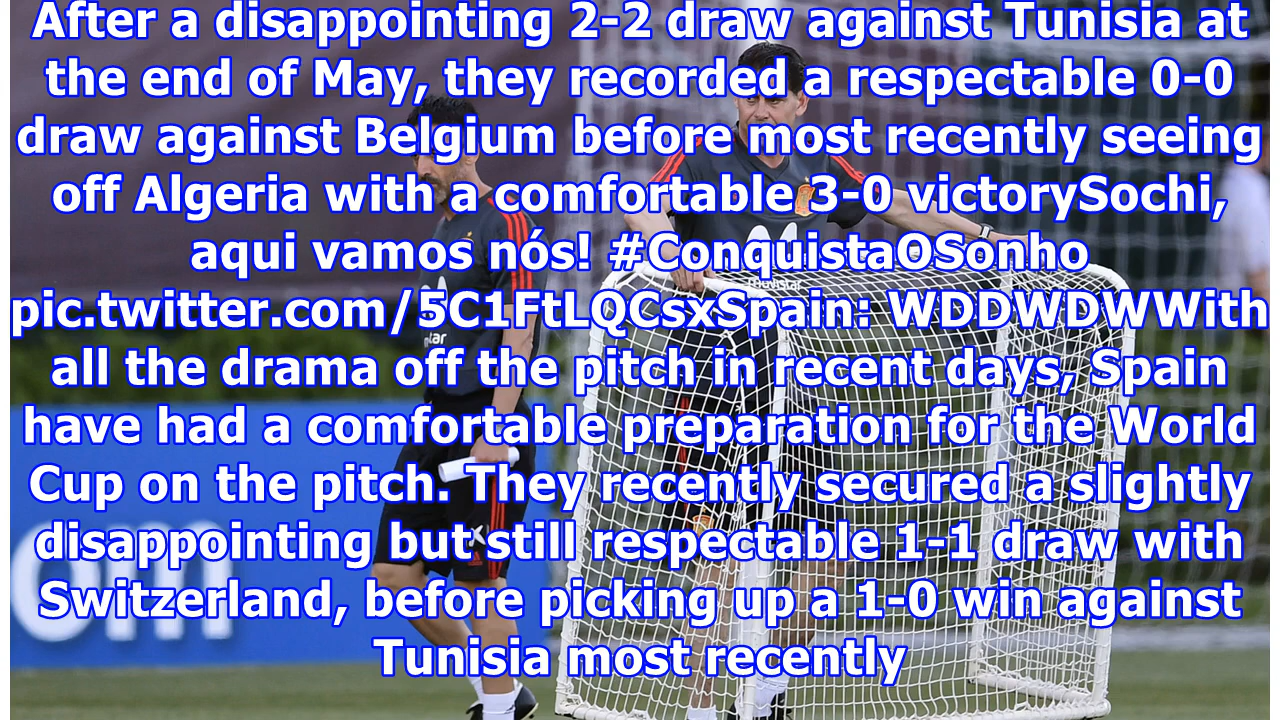 After a disappointing 2-2 draw against Tunisia at
the end of May, they recorded a respectable 0-0
draw against Belgium before most recently seeing
off Algeria with a comfortable 3-0 victorySochi,
aqui vamos nós! #ConquistaOSonho
pic.twitter.com/5C1FtLQCsxSpain: WDDWDWWith
all the drama off the pitch in recent days, Spain
have had a comfortable preparation for the World
Cup on the pitch. They recently secured a slightly
disappointing but still respectable 1-1 draw with
Switzerland, before picking up a 1-0 win against
Tunisia most recently
movistar
om